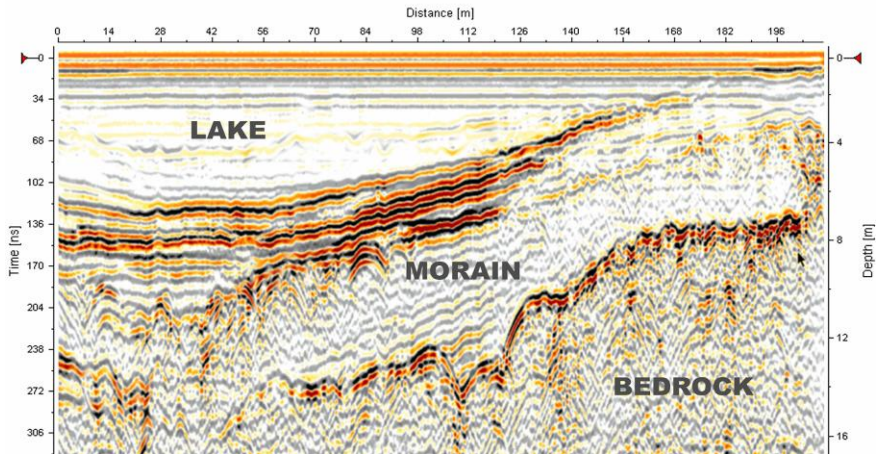 Distance [m]
0 14 28 42 56 70 84 98 112 126 140 154 168 182 196
0 0
34
LAKE
68
4
102
136
Time [ns]
8
Depth [m]
170
MORAIN
204
12
238
272
BEDROCK
306
16